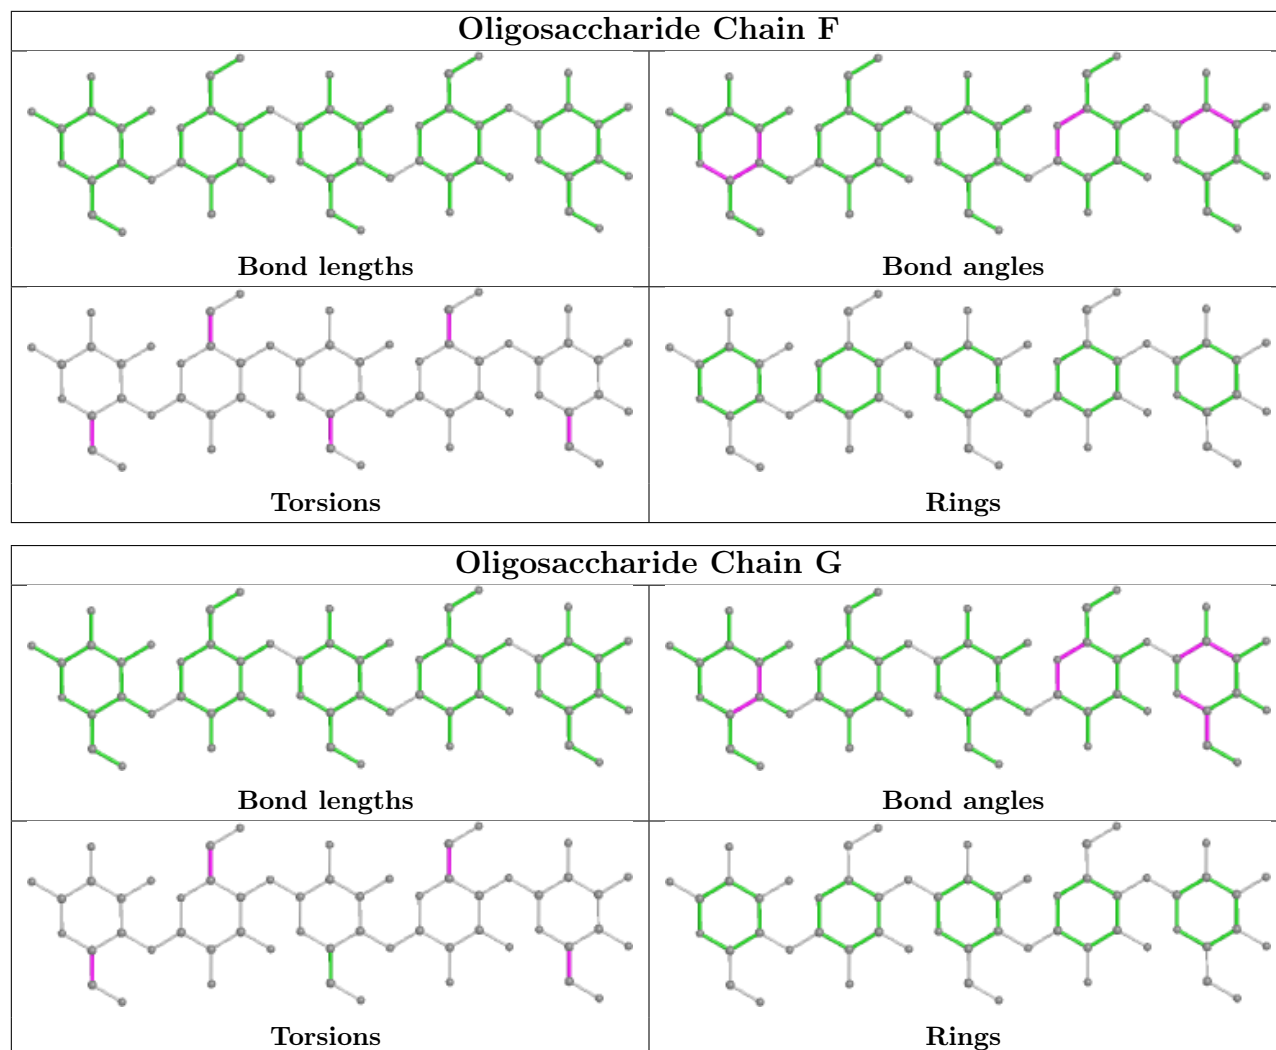 Oligosaccharide Chain F
Bond lengths
Bond angles
Torsions
Rings
Oligosaccharide Chain G
Bond lengths
Bond angles
Torsions
Rings